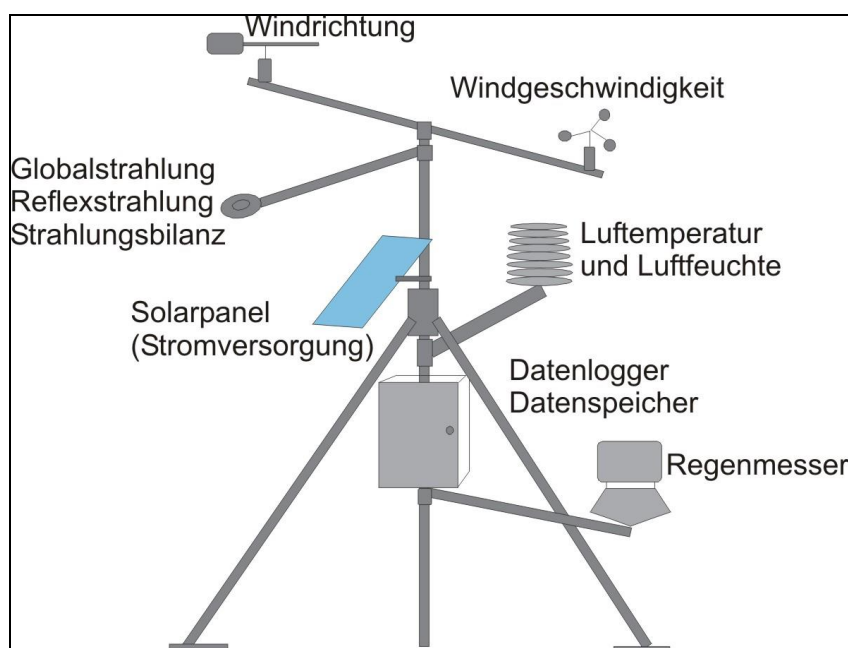 Windrichtung
Windgeschwindigkeit
Globalstrahlung
Reflexstrahlung
Strahlungsbilanz
Luftemperatur
und Luftfeuchte
Solarpanel
(Stromversorgung)
Datenlogger
Datenspeicher
Regenmesser